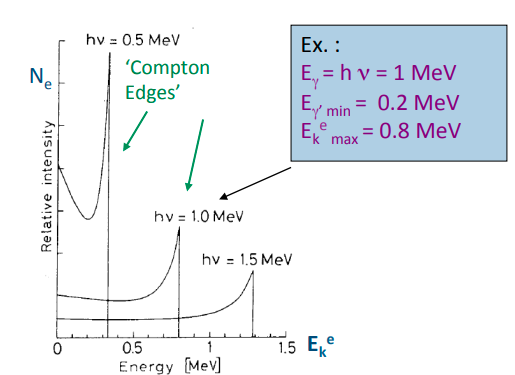 hν = 0.5 MeV
Nₑ
'Compton
Edges'
Ex. :
Eγ = h ν = 1 MeV
Eγ' min = 0.2 MeV
Eₖᵉ max = 0.8 MeV
Relative intensity
hν = 1.0 MeV
hν = 1.5 MeV
0
0.5
1
1.5
Eₖᵉ
Energy [MeV]